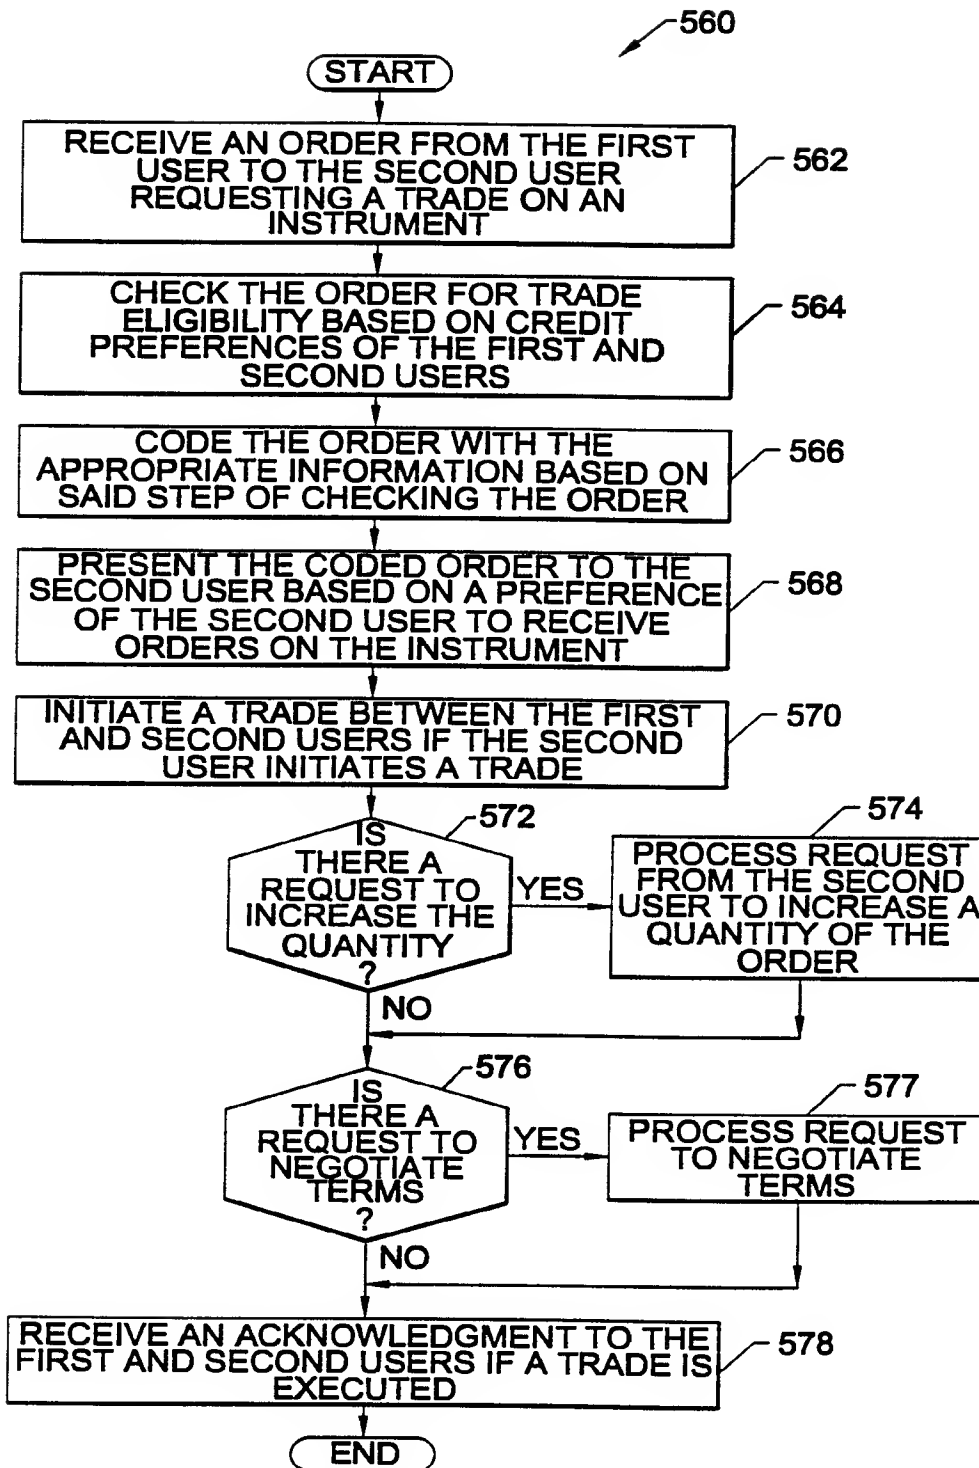 560
START
RECEIVE AN ORDER FROM THE FIRST
USER TO THE SECOND USER
REQUESTING A TRADE ON AN
INSTRUMENT
562
CHECK THE ORDER FOR TRADE
ELIGIBILITY BASED ON CREDIT
PREFERENCES OF THE FIRST AND
SECOND USERS
564
CODE THE ORDER WITH THE
APPROPRIATE INFORMATION BASED ON
SAID STEP OF CHECKING THE ORDER
566
PRESENT THE CODED ORDER TO THE
SECOND USER BASED ON A PREFERENCE
OF THE SECOND USER TO RECEIVE
ORDERS ON THE INSTRUMENT
568
INITIATE A TRADE BETWEEN THE FIRST
AND SECOND USERS IF THE SECOND
USER INITIATES A TRADE
570
IS
THERE A
REQUEST TO
INCREASE THE
QUANTITY
?
572
YES
NO
PROCESS REQUEST
FROM THE SECOND
USER TO INCREASE A
QUANTITY OF THE
ORDER
574
IS
THERE A
REQUEST TO
NEGOTIATE
TERMS
?
576
YES
NO
PROCESS REQUEST
TO NEGOTIATE
TERMS
577
RECEIVE AN ACKNOWLEDGMENT TO THE
FIRST AND SECOND USERS IF A TRADE IS
EXECUTED
578
END